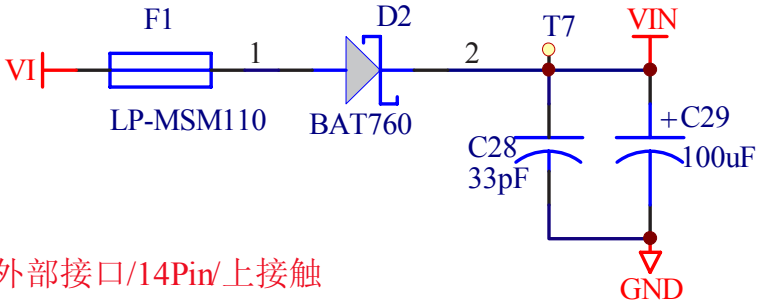 F1
D2
T7
VIN
VI
1
2
LP-MSM110
BAT760
C28
33pF
+C29
100uF
外部接口/14Pin/上接触
GND